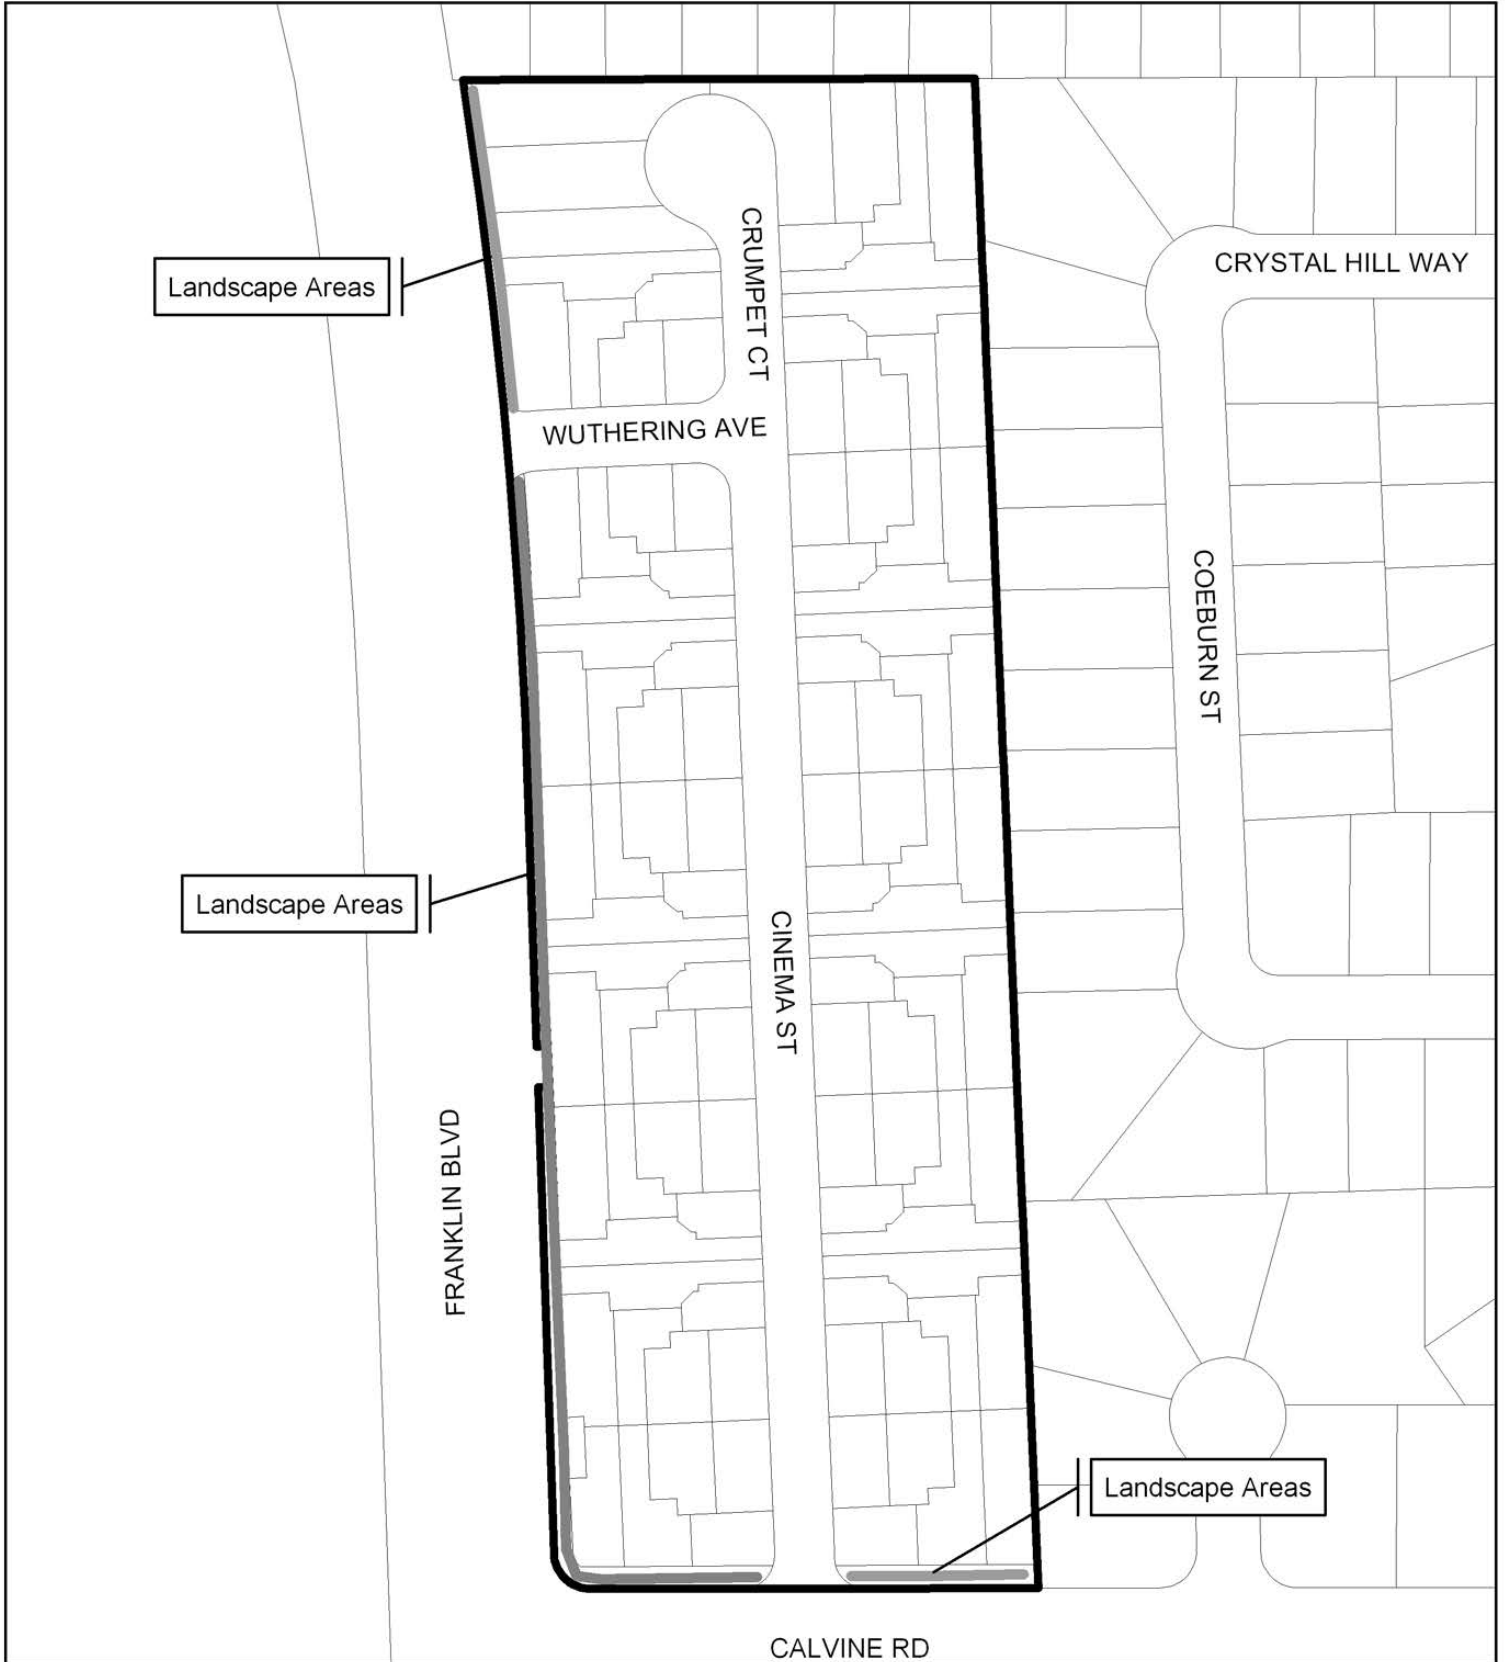 CRUMPET CT
CRYSTAL HILL WAY
Landscape Areas
WUTHERING AVE
COEBURN ST
Landscape Areas
CINEMA ST
FRANKLIN BLVD
Landscape Areas
CALVINE RD